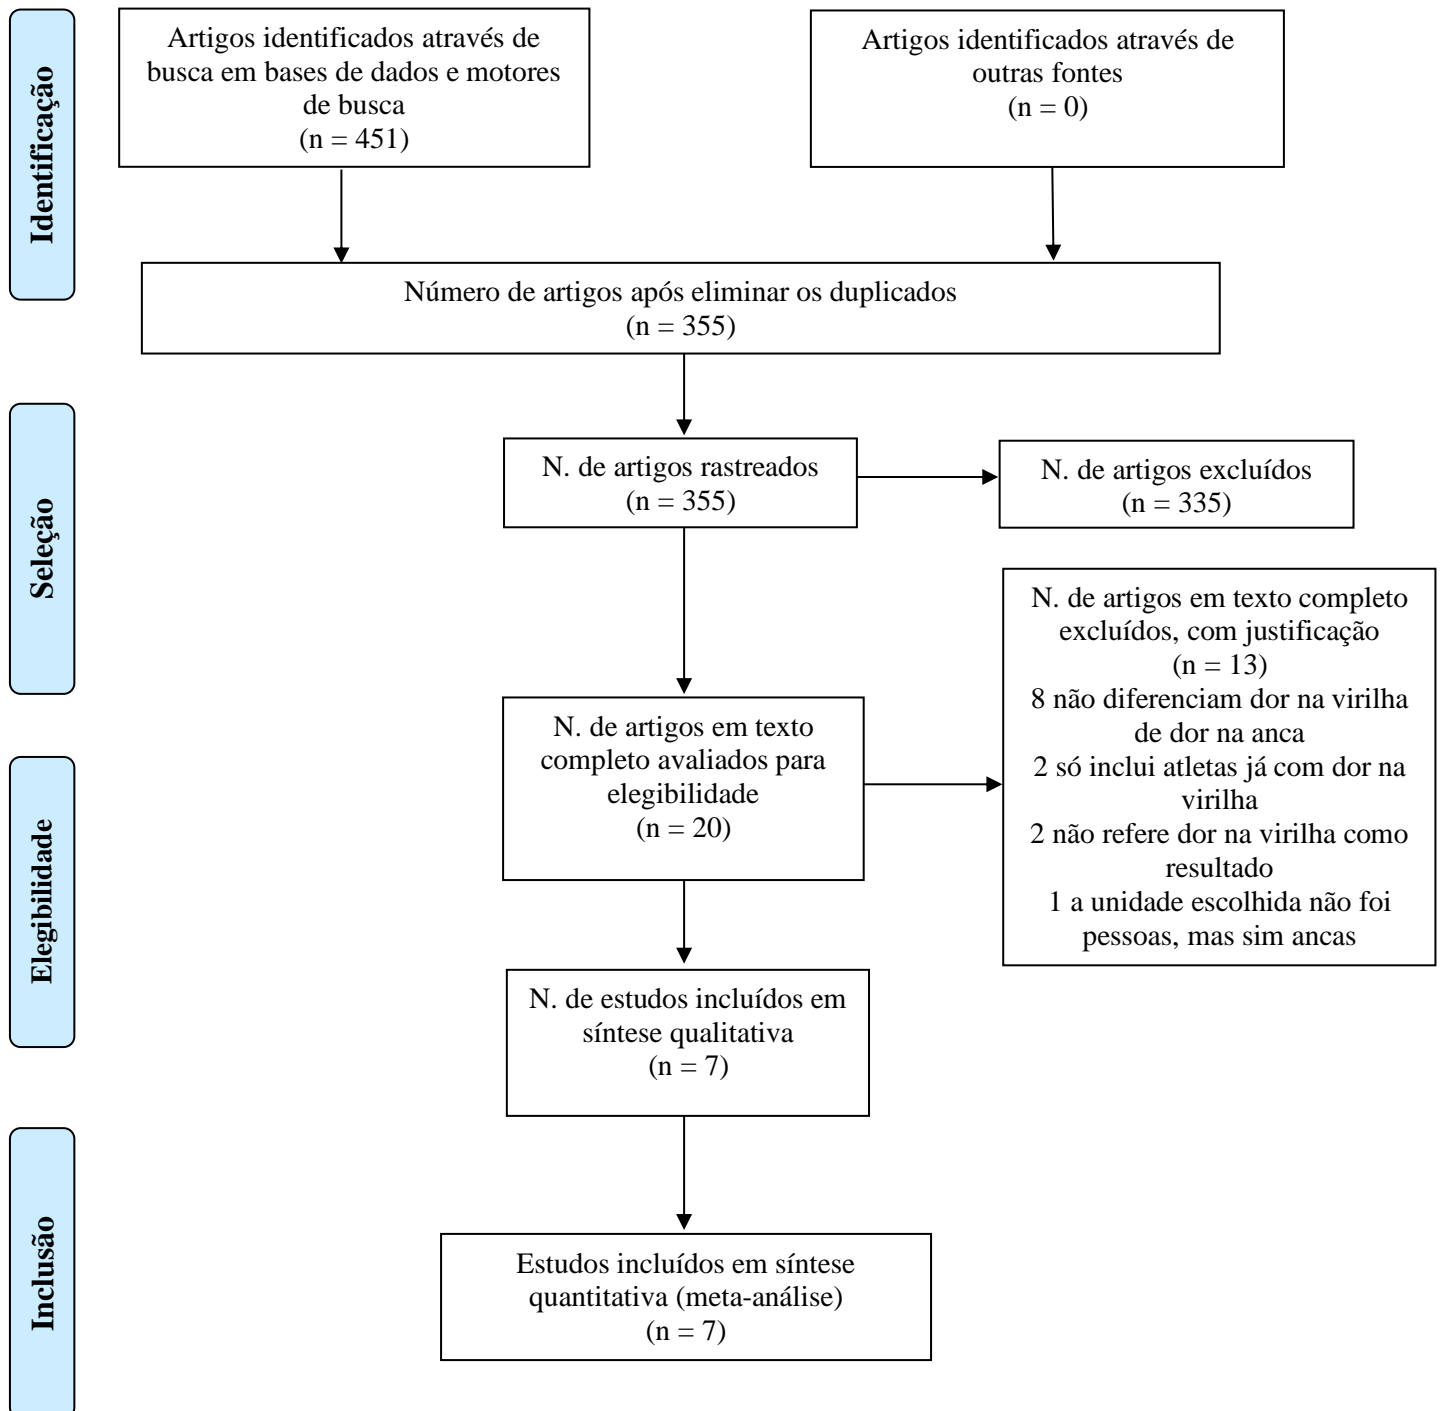 Identificação
Artigos identificados através de
busca em bases de dados e motores
de busca
(n = 451)
Artigos identificados através de
outras fontes
(n = 0)
Número de artigos após eliminar os duplicados
(n = 355)
Seleção
N. de artigos rastreados
(n = 355)
N. de artigos excluídos
(n = 335)
Elegibilidade
N. de artigos em texto
completo avaliados para
elegibilidade
(n = 20)
N. de artigos em texto completo
excluídos, com justificação
(n = 13)
8 não diferenciam dor na virilha
de dor na anca
2 só inclui atletas já com dor na
virilha
2 não refere dor na virilha como
resultado
1 a unidade escolhida não foi
pessoas, mas sim ancas
N. de estudos incluídos em
síntese qualitativa
(n = 7)
Inclusão
Estudos incluídos em síntese
quantitativa (meta-análise)
(n = 7)